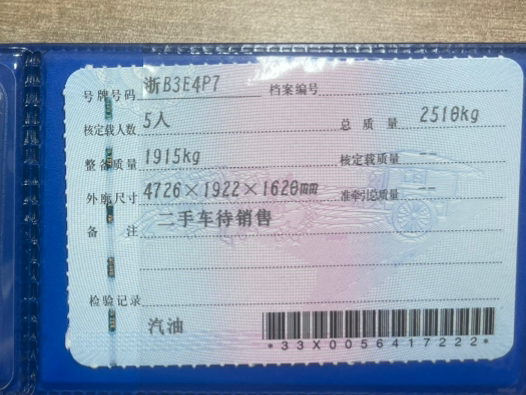 号牌号码 浙B3E4P7 档案编号
核定载人数 5人 总质量 2510kg
整备质量 1915kg 核定载质量 --
外廓尺寸 4726×1922×1620mm 准牵引总质量 --
备注 二手车待销售
检验记录
汽油
*33X0056417222*